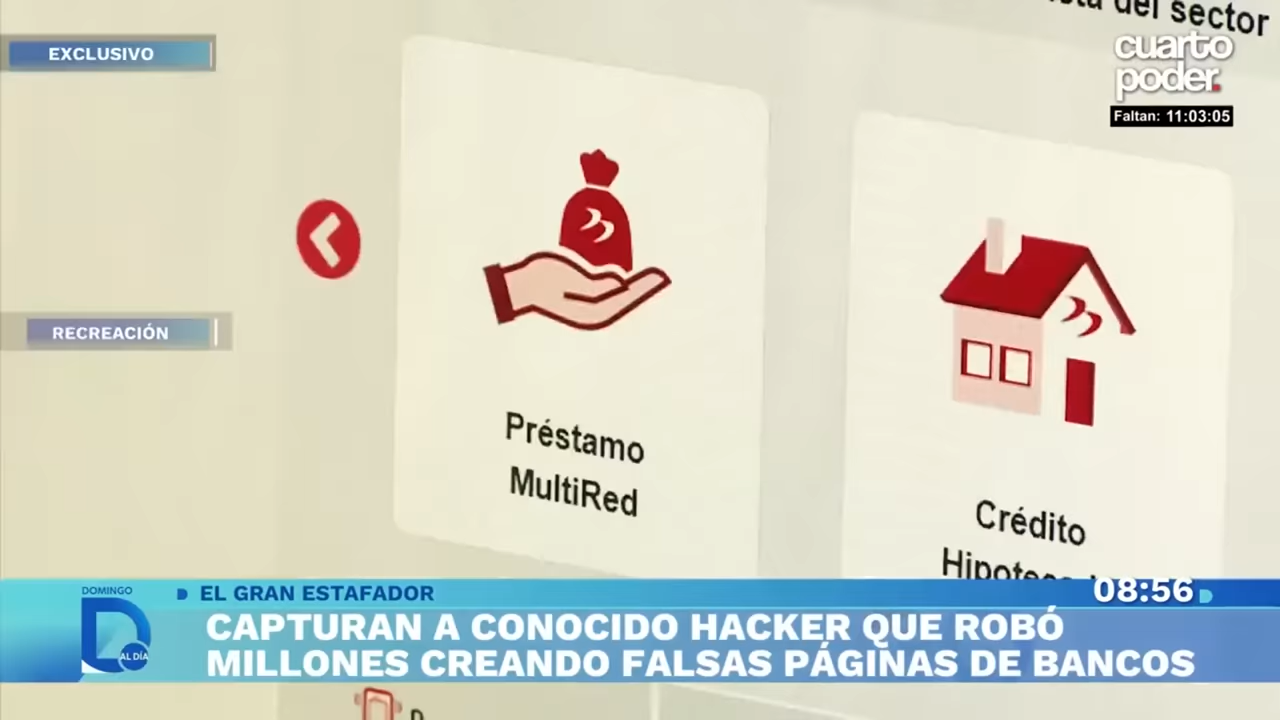 EXCLUSIVO
del sector
cuarto
poder.
Faltan: 11:03:05
RECREACIÓN
Préstamo
MultiRed
Crédito
DOMINGO
AL DÍA
EL GRAN ESTAFADOR
08:56
CAPTURAN A CONOCIDO HACKER QUE ROBÓ
MILLONES CREANDO FALSAS PÁGINAS DE BANCOS